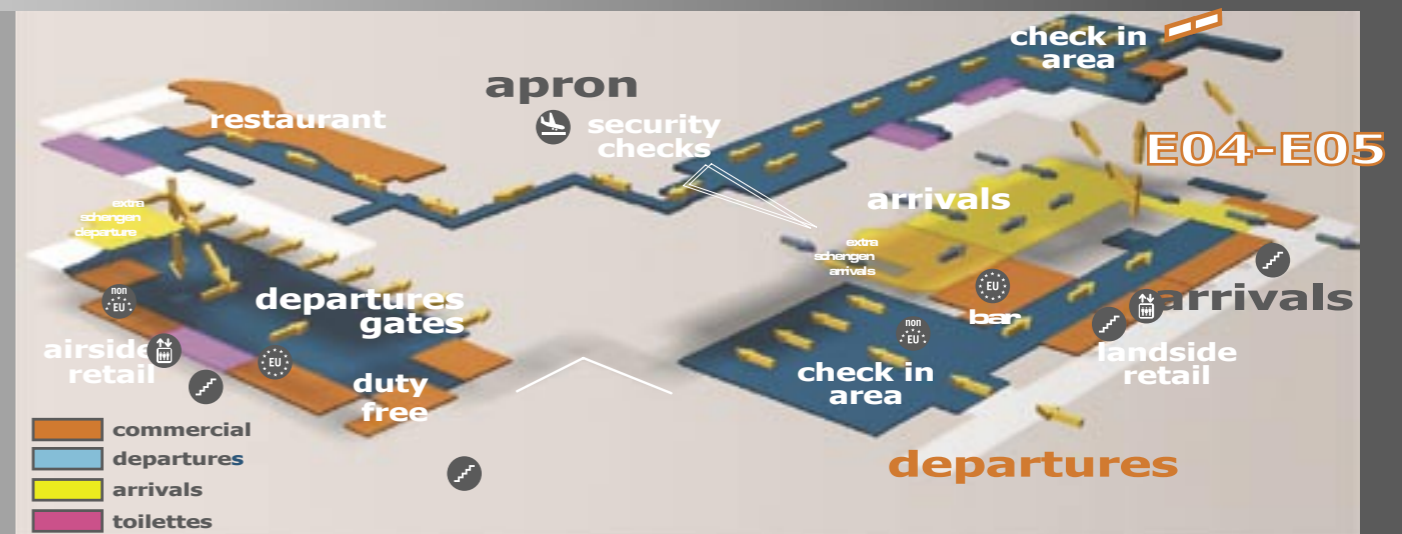 check in
area
apron
restaurant
security
checks
E04-E05
arrivals
extra
schengen
departure
extra
schengen
arrivals
non
EU
departures
gates
EU
bar
arrivals
non
EU
airside
retail
EU
duty
free
check in
area
landside
retail
commercial
departures
arrivals
toilettes
departures